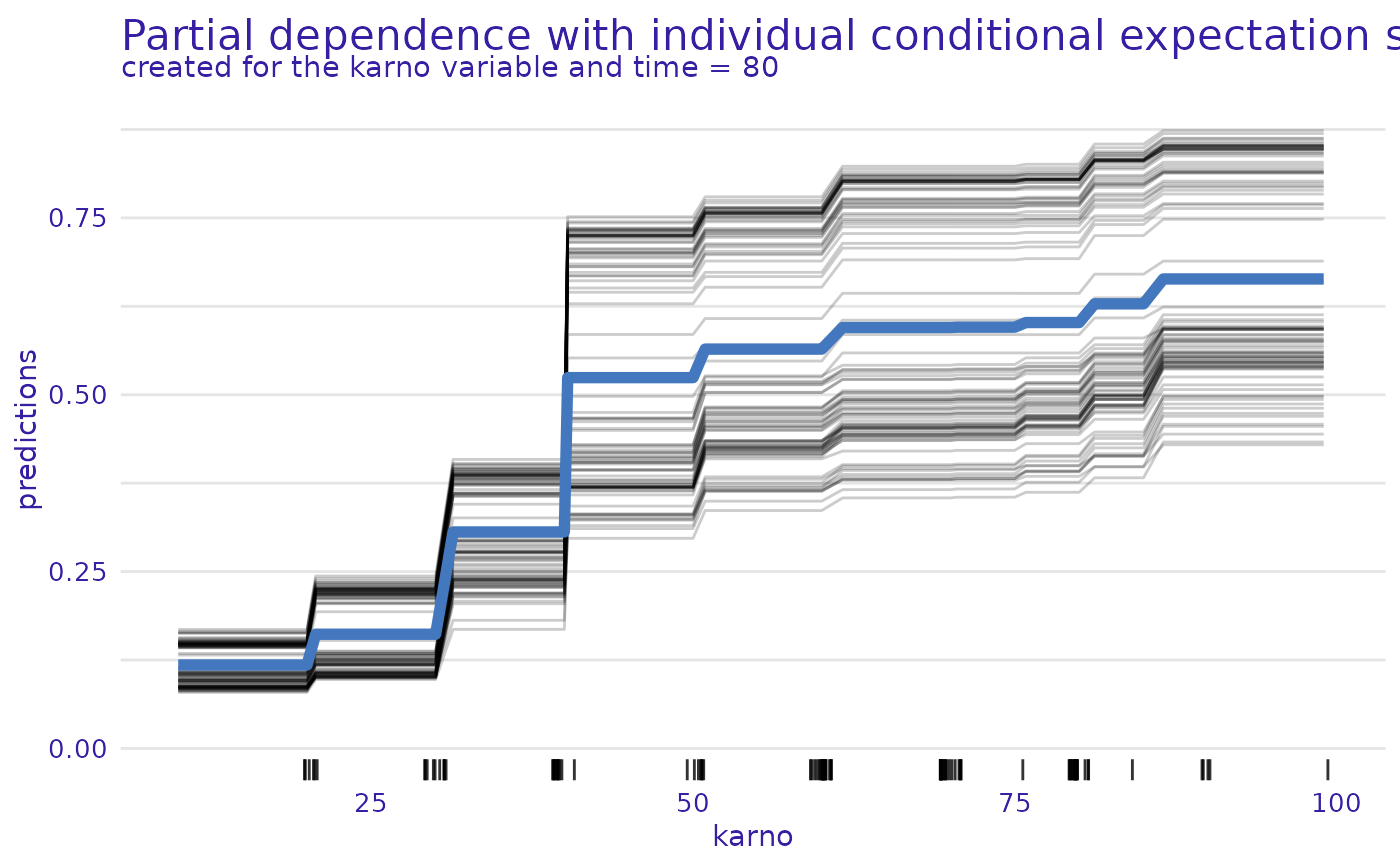 Partial dependence with individual conditional expectation s
created for the karno variable and time = 80
predictions
0.75
0.50
0.25
0.00
25 50 75 100
karno